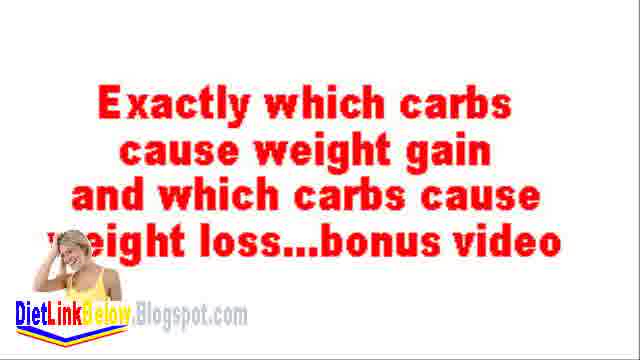 Exactly which carbs
cause weight gain
and which carbs cause
weight loss...bonus video
DietLinkBelow.Blogspot.com